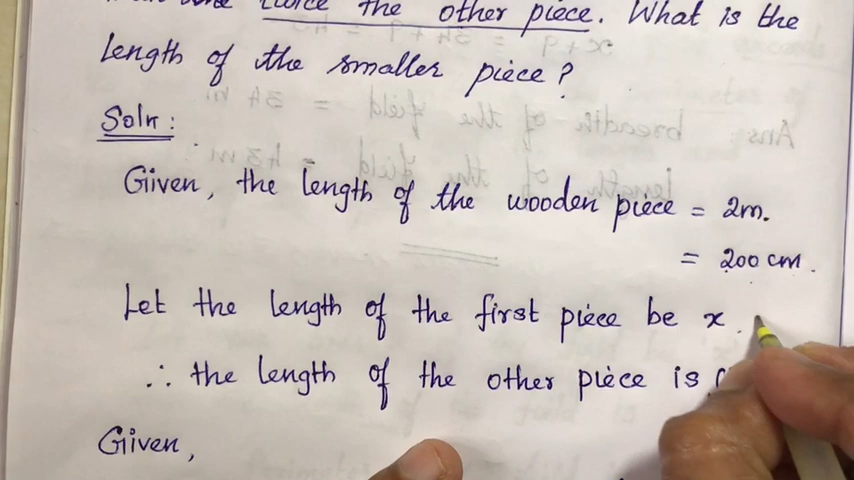 twice the other piece. What is the
length of the smaller piece?
Soln:
Given, the length of the wooden piece = 2m.
= 200 cm.
Let the length of the first piece be x.
∴ the length of the other piece is (
Given,